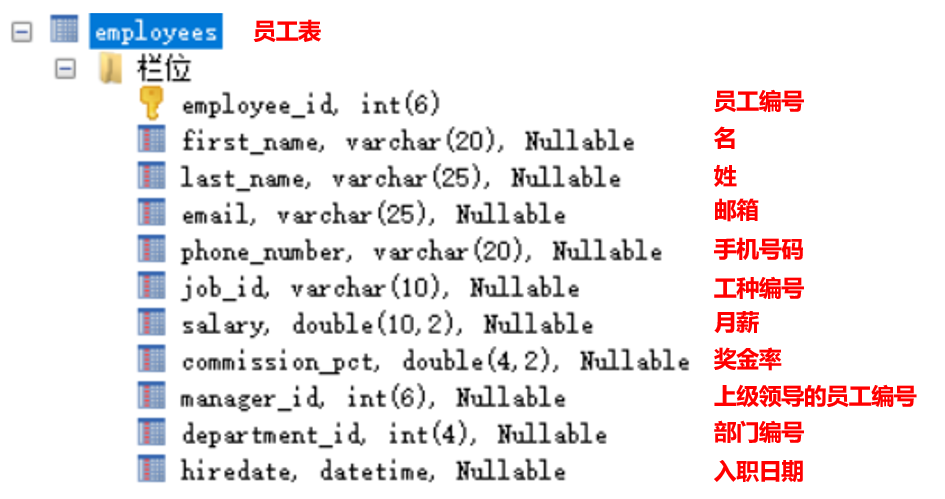 employees 员工表
栏位
employee_id, int(6) 员工编号
first_name, varchar(20), Nullable 名
last_name, varchar(25), Nullable 姓
email, varchar(25), Nullable 邮箱
phone_number, varchar(20), Nullable 手机号码
job_id, varchar(10), Nullable 工种编号
salary, double(10,2), Nullable 月薪
commission_pct, double(4,2), Nullable 奖金率
manager_id, int(6), Nullable 上级领导的员工编号
department_id, int(4), Nullable 部门编号
hiredate, datetime, Nullable 入职日期